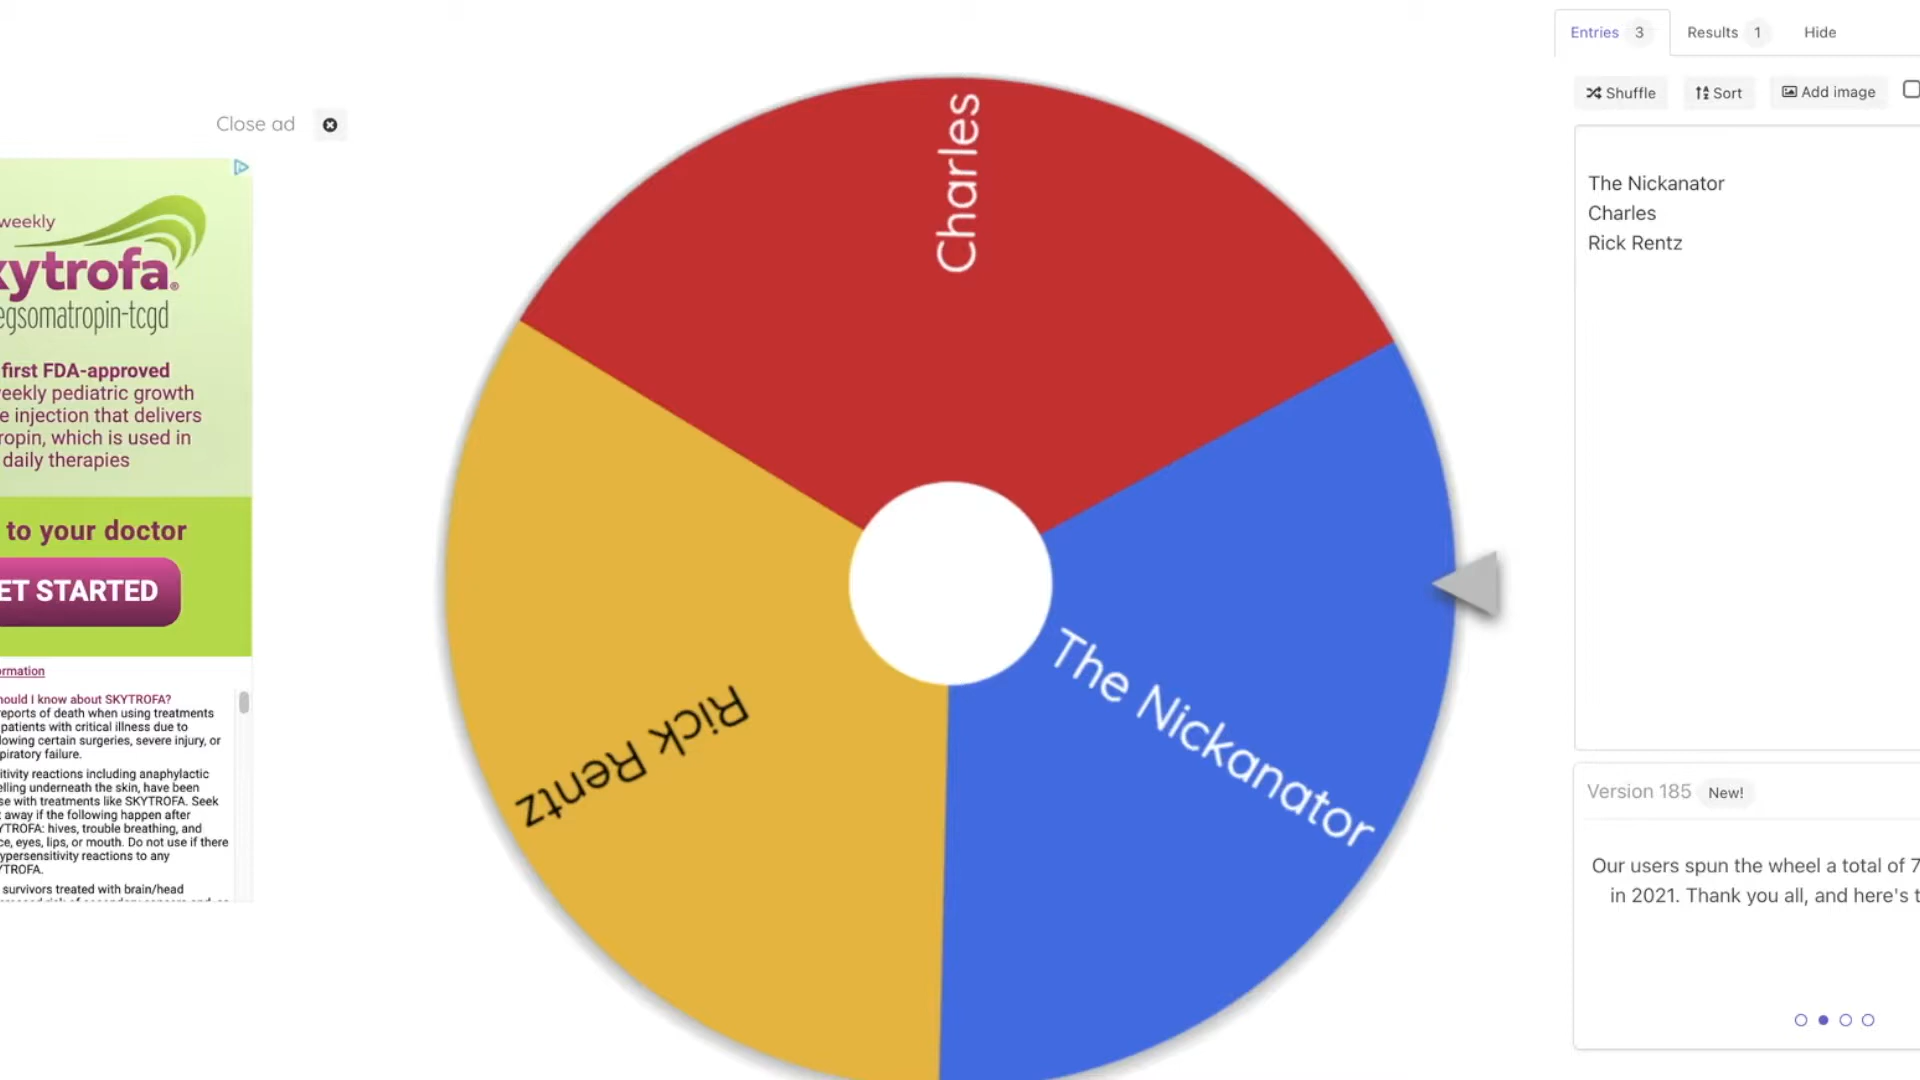 Entries 3 Results 1 Hide
Shuffle Sort Add image
Close ad
The Nickanator
Charles
Rick Rentz
Charles
The Nickanator
Rick Rentz
weekly
kytrofa®
egsomatropin-tcgd
first FDA-approved
eekly pediatric growth
e injection that delivers
ropin, which is used in
daily therapies
to your doctor
ET STARTED
rmation
hould I know about SKYTROFA?
reports of death when using treatments
patients with critical illness due to
lowing certain surgeries, severe injury, or
piratory failure.
itivity reactions including anaphylactic
elling underneath the skin, have been
se with treatments like SKYTROFA. Seek
t away if the following happen after
YTROFA: hives, trouble breathing, and
ce, eyes, lips, or mouth. Do not use if there
ypersensitivity reactions to any
YTROFA.
survivors treated with brain/head
Version 185 New!
Our users spun the wheel a total of 7
in 2021. Thank you all, and here's t